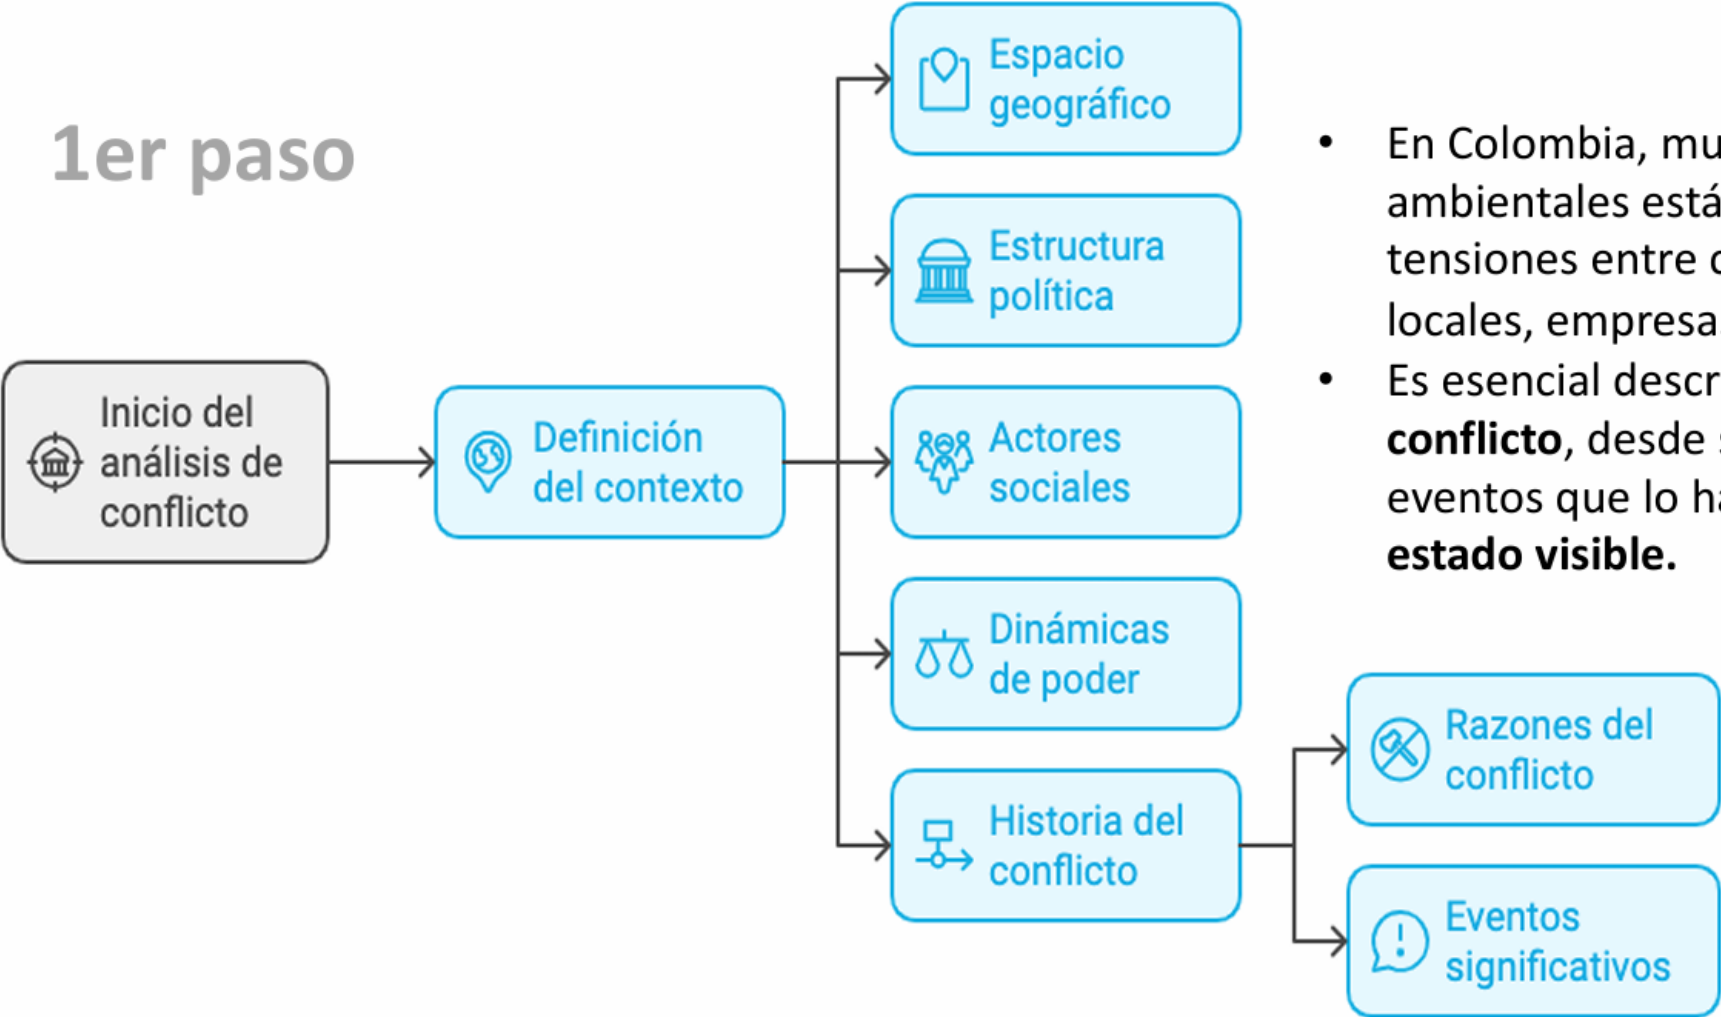 1er paso
Inicio del
análisis de
conflicto
Definición
del contexto
Espacio
geográfico
Estructura
política
Actores
sociales
Dinámicas
de poder
Historia del
conflicto
Razones del
conflicto
Eventos
significativos
• En Colombia,
ambientales
tensiones entre
locales,
• Es esencial
conflicto, desde
eventos que lo
estado visible.